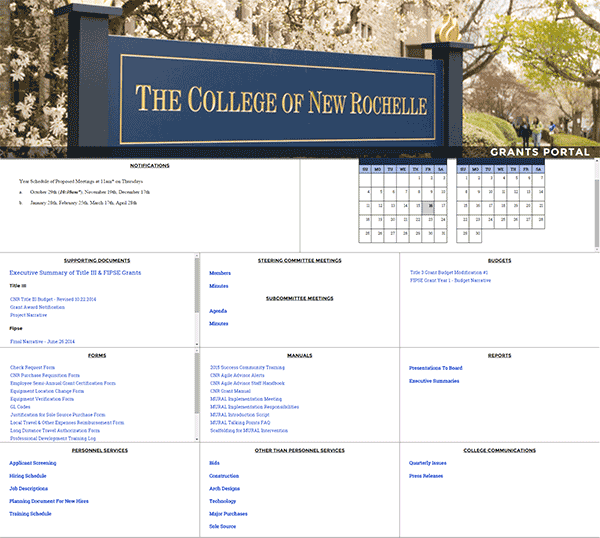 THE COLLEGE OF NEW ROCHELLE
GRANTS PORTAL
NOTIFICATIONS
Year Schedule of Proposed Meetings at 11am* on Thursdays
a. October 29th (10:00am*), November 19th, December 17th
b. January 28th, February 25th, March 17th, April 28th
SU MO TU WE TH FR SA
1 2 3
4 5 6 7 8 9 10
11 12 13 14 15 16 17
18 19 20 21 22 23 24
25 26 27 28 29 30 31
SU MO TU WE TH FR SA
1 2 3 4 5 6 7
8 9 10 11 12 13 14
15 16 17 18 19 20 21
22 23 24 25 26 27 28
29 30
SUPPORTING DOCUMENTS
Executive Summary of Title III & FIPSE Grants
Title III
CNR Title III Budget - Revised 10 22 2014
Grant Award Notification
Project Narrative
Fipse
Final Narrative - June 26 2014
STEERING COMMITTEE MEETINGS
Members
Minutes
SUBCOMMITTEE MEETINGS
Agenda
Minutes
BUDGETS
Title 3 Grant Budget Modification #1
FIPSE Grant Year 1 - Budget Narrative
FORMS
Check Request Form
CNR Purchase Requisition Form
Employee Semi-Annual Grant Certification Form
Equipment Location Change Form
Equipment Verification Form
GL Codes
Justification for Sole Source Purchase Form
Local Travel & Other Expenses Reimbursement Form
Long Distance Travel Authorization Form
Professional Development Training Log
MANUALS
2015 Success Community Training
CNR Agile Advisor Alerts
CNR Agile Advisor Staff Handbook
CNR Grant Manual
MURAL Implementation Meeting
MURAL Implementation Responsibilities
MURAL Introduction Script
MURAL Talking Points FAQ
Scaffolding for MURAL Intervention
REPORTS
Presentations To Board
Executive Summaries
PERSONNEL SERVICES
Applicant Screening
Hiring Schedule
Job Descriptions
Planning Document For New Hires
Training Schedule
OTHER THAN PERSONNEL SERVICES
Bids
Construction
Arch Designs
Technology
Major Purchases
Sole Source
COLLEGE COMMUNICATIONS
Quarterly Issues
Press Releases